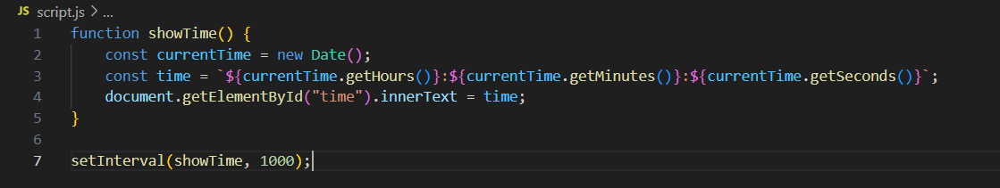 JS script.js > ...
1 function showTime() {
2     const currentTime = new Date();
3     const time = `${currentTime.getHours()}:${currentTime.getMinutes()}:${currentTime.getSeconds()}`;
4     document.getElementById("time").innerText = time;
5 }
6
7 setInterval(showTime, 1000);